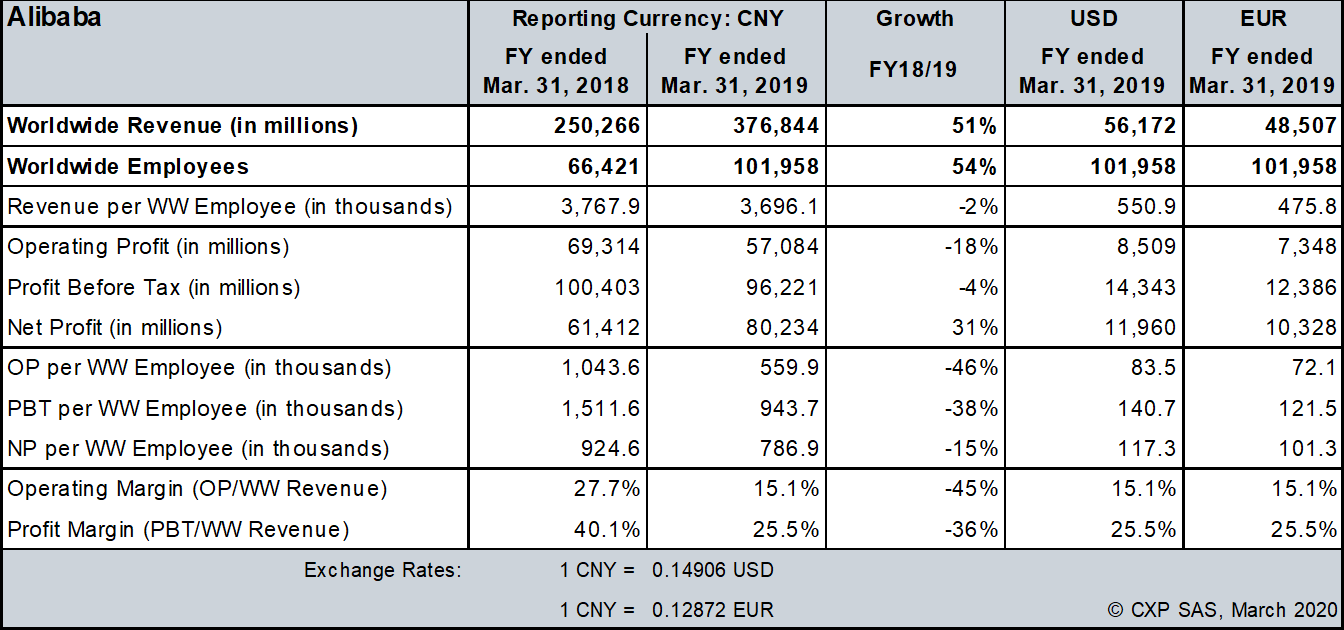 Alibaba Reporting Currency: CNY Growth USD EUR
FY ended FY ended FY18/19 FY ended FY ended
Mar. 31, 2018 Mar. 31, 2019 Mar. 31, 2019 Mar. 31, 2019
Worldwide Revenue (in millions) 250,266 376,844 51% 56,172 48,507
Worldwide Employees 66,421 101,958 54% 101,958 101,958
Revenue per WW Employee (in thousands) 3,767.9 3,696.1 -2% 550.9 475.8
Operating Profit (in millions) 69,314 57,084 -18% 8,509 7,348
Profit Before Tax (in millions) 100,403 96,221 -4% 14,343 12,386
Net Profit (in millions) 61,412 80,234 31% 11,960 10,328
OP per WW Employee (in thousands) 1,043.6 559.9 -46% 83.5 72.1
PBT per WW Employee (in thousands) 1,511.6 943.7 -38% 140.7 121.5
NP per WW Employee (in thousands) 924.6 786.9 -15% 117.3 101.3
Operating Margin (OP/WW Revenue) 27.7% 15.1% -45% 15.1% 15.1%
Profit Margin (PBT/WW Revenue) 40.1% 25.5% -36% 25.5% 25.5%
Exchange Rates: 1 CNY = 0.14906 USD
1 CNY = 0.12872 EUR © CXP SAS, March 2020